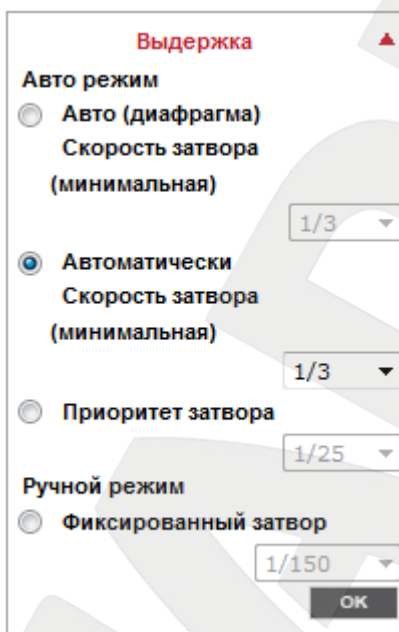 Выдержка
Авто режим
Авто (диафрагма)
Скорость затвора
(минимальная)
1/3
Автоматически
Скорость затвора
(минимальная)
1/3
Приоритет затвора
1/25
Ручной режим
Фиксированный затвор
1/150
ОК